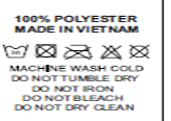 100% POLYESTER
MADE IN VIETNAM
MACHINE WASH COLD
DO NOT TUMBLE DRY
DO NOT IRON
DO NOT BLEACH
DO NOT DRY CLEAN